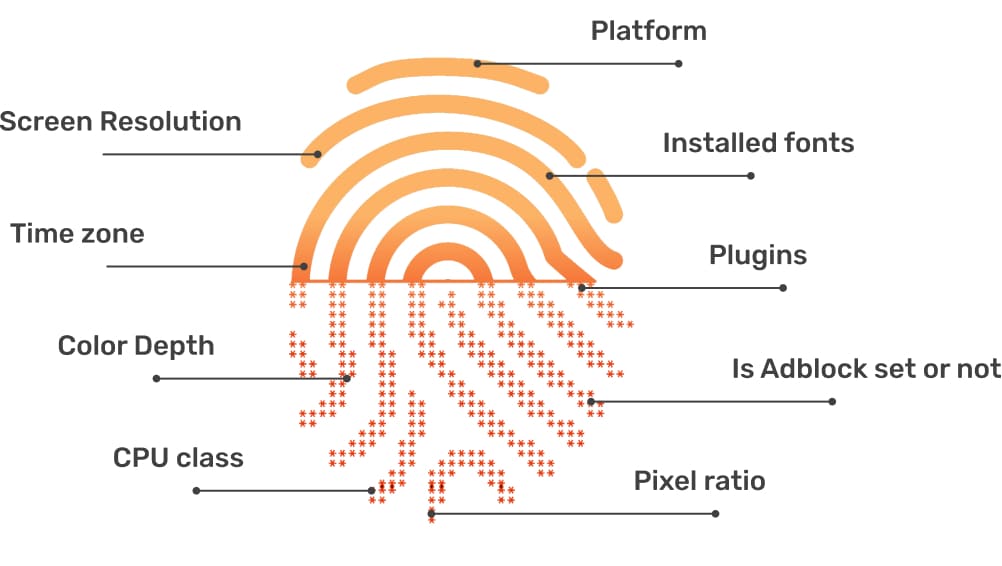 Platform
Screen Resolution
Installed fonts
Time zone
Plugins
Color Depth
Is Adblock set or not
CPU class
Pixel ratio